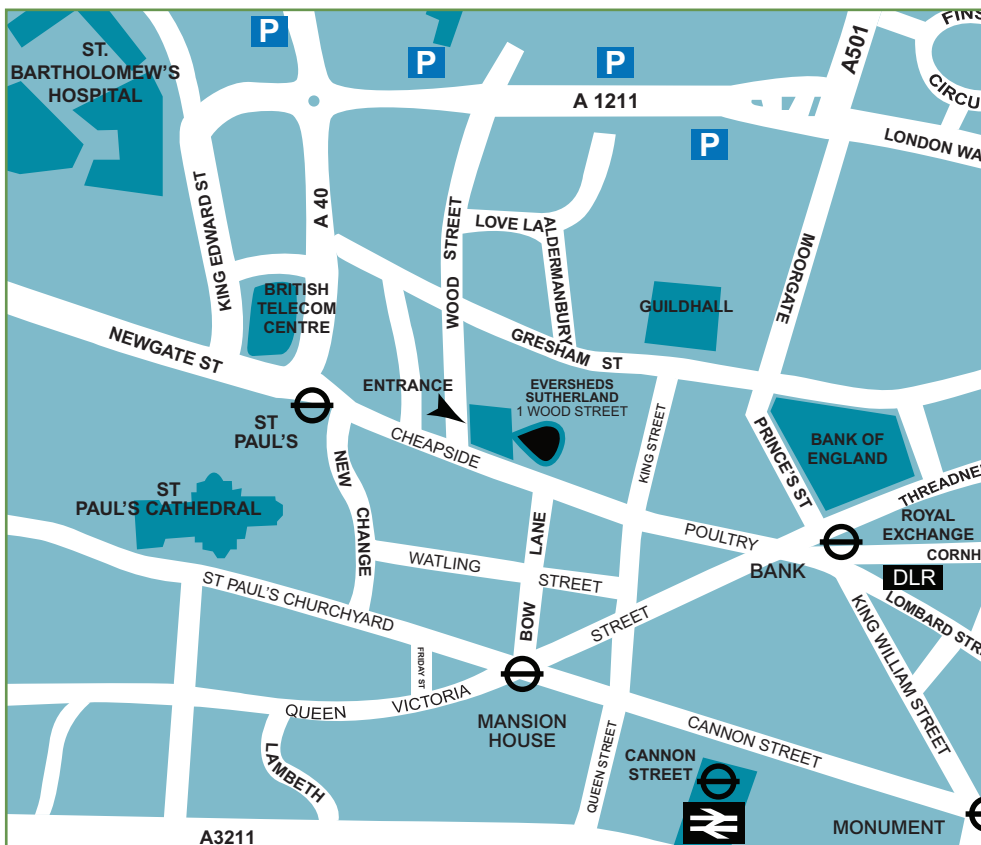 P
P
P
P
ST.
BARTHOLOMEW'S
HOSPITAL
A501
FINS
CIRCU
A 1211
LONDON WA
KING EDWARD ST
A 40
WOOD STREET
LOVE LA
ALDERMANBURY
MOORGATE
BRITISH
TELECOM
CENTRE
GUILDHALL
NEWGATE ST
GRESHAM ST
ENTRANCE
EVERSHEDS
SUTHERLAND
1 WOOD STREET
ST
PAUL'S
CHEAPSIDE
KING STREET
PRINCE'S ST
BANK OF
ENGLAND
THREADNE
ST
PAUL'S CATHEDRAL
NEW CHANGE
ROYAL
EXCHANGE
CORNH
POULTRY
BANK
DLR
WATLING STREET
BOW LANE
ST PAUL'S CHURCHYARD
LOMBARD STR
KING WILLIAM STREET
FRIDAY ST
QUEEN VICTORIA STREET
MANSION
HOUSE
CANNON STREET
LAMBETH
QUEEN STREET
CANNON
STREET
MONUMENT
A3211